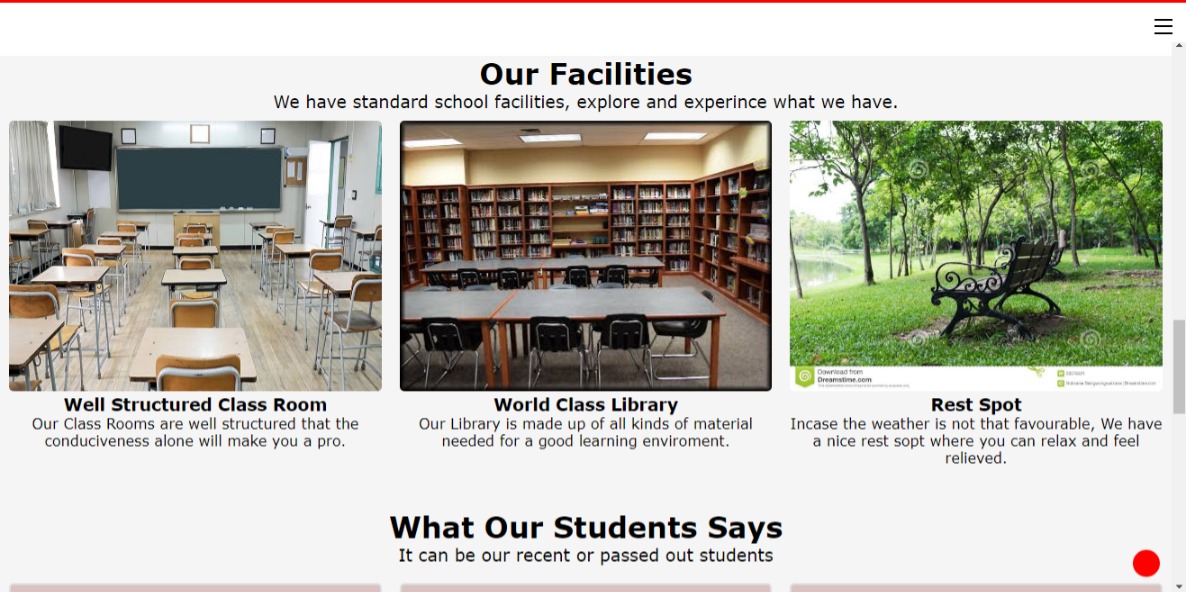 Our Facilities
We have standard school facilities, explore and experince what we have.
Download from
Dreamstime.com
Well Structured Class Room
Our Class Rooms are well structured that the
conduciveness alone will make you a pro.
World Class Library
Our Library is made up of all kinds of material
needed for a good learning enviroment.
Rest Spot
Incase the weather is not that favourable, We have
a nice rest sopt where you can relax and feel
relieved.
What Our Students Says
It can be our recent or passed out students